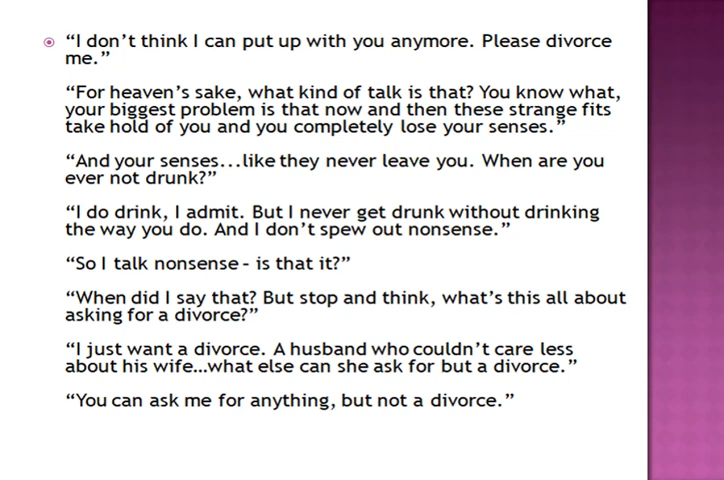 “I don’t think I can put up with you anymore. Please divorce
me.”
“For heaven’s sake, what kind of talk is that? You know what,
your biggest problem is that now and then these strange fits
take hold of you and you completely lose your senses.”
“And your senses...like they never leave you. When are you
ever not drunk?”
“I do drink, I admit. But I never get drunk without drinking
the way you do. And I don’t spew out nonsense.”
“So I talk nonsense – is that it?”
“When did I say that? But stop and think, what’s this all about
asking for a divorce?”
“I just want a divorce. A husband who couldn’t care less
about his wife…what else can she ask for but a divorce.”
“You can ask me for anything, but not a divorce.”